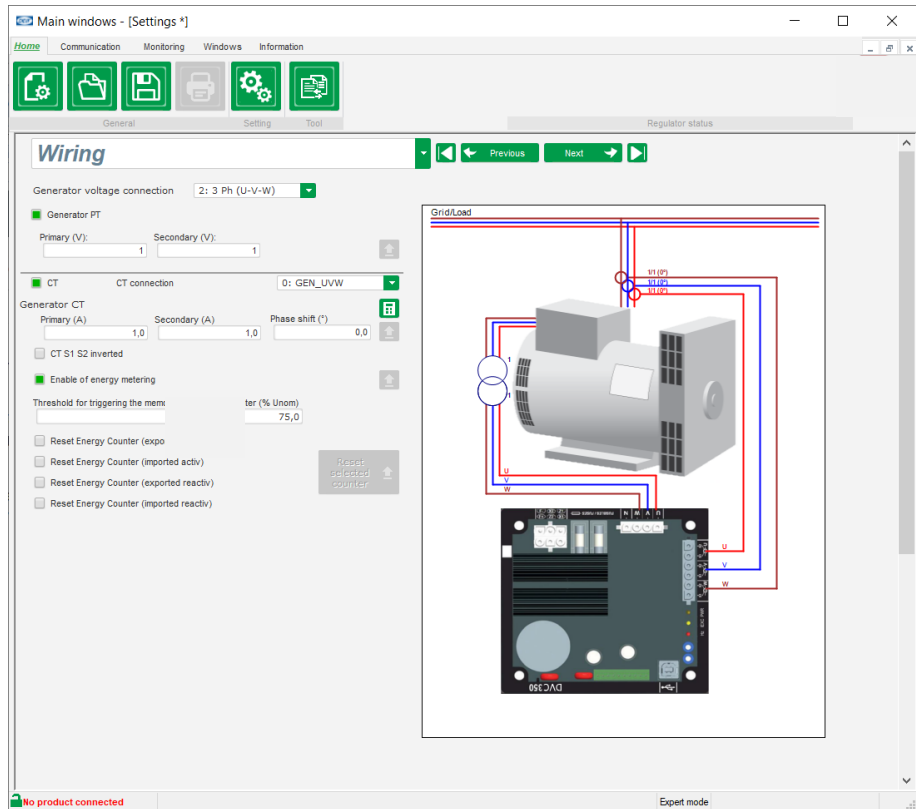 Main windows - [Settings *]
Home Communication Monitoring Windows Information
General Setting Tool Regulator status
Wiring
Previous Next
Generator voltage connection 2: 3 Ph (U-V-W)
Generator PT
Primary (V): Secondary (V):
1 1
CT CT connection 0: GEN_UVW
Generator CT
Primary (A) Secondary (A) Phase shift (°)
1,0 1,0 0,0
CT S1 S2 inverted
Enable of energy metering
Threshold for triggering the memo ter (% Unom)
75,0
Reset Energy Counter (expo
Reset Energy Counter (imported activ)
Reset Energy Counter (exported reactiv)
Reset Energy Counter (imported reactiv)
Reset
selected
counter
Grid/Load
1/1 (0°)
1/1 (0°)
1/1 (0°)
1
1
U
V
W
N W V U
U
V
W
DVC350
No product connected Expert mode